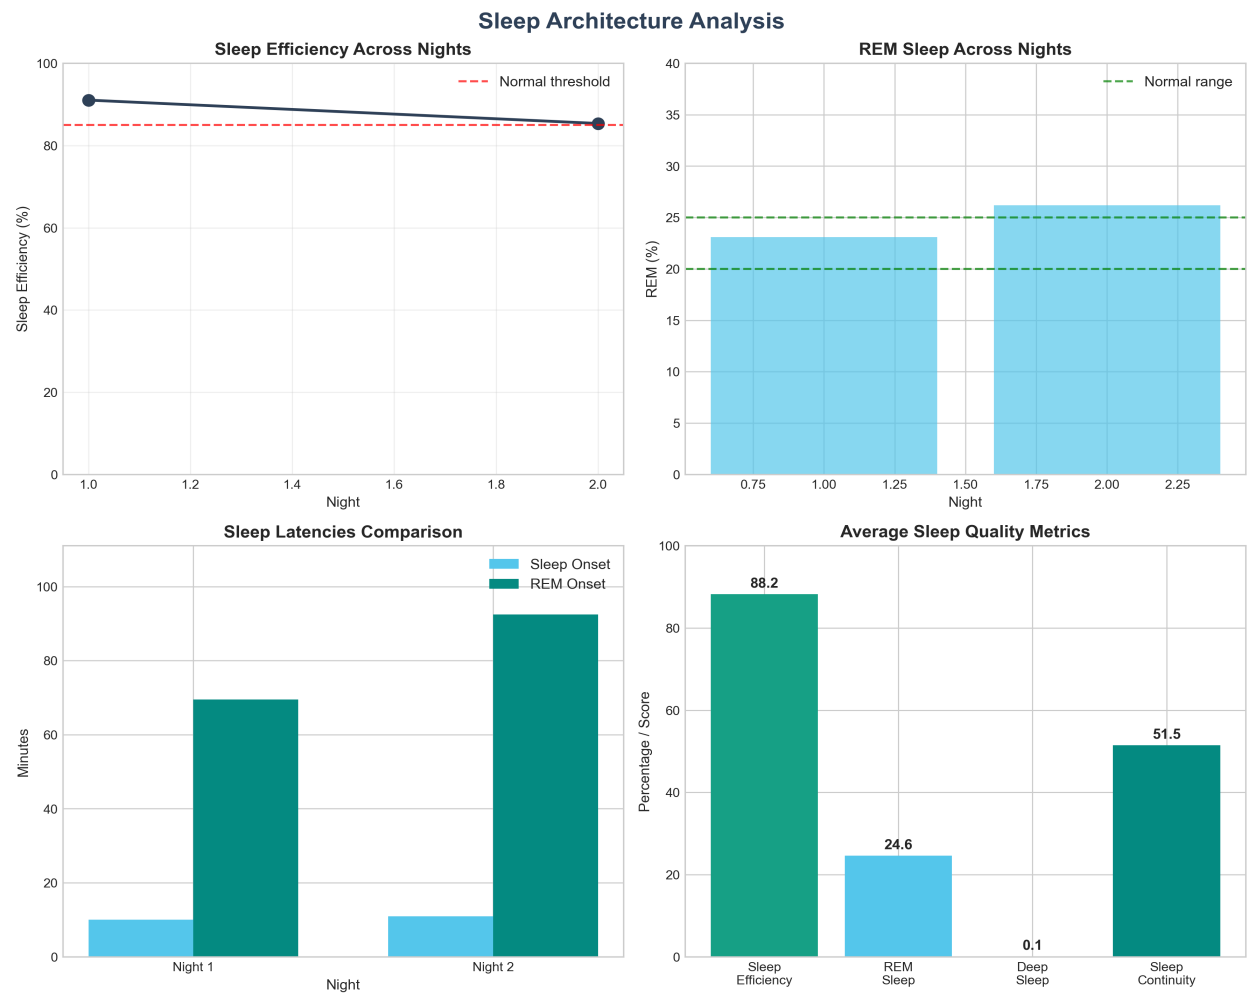 Sleep Architecture Analysis
Sleep Efficiency Across Nights
100
80
60
40
20
0
Sleep Efficiency (%)
Normal threshold
1.0 1.2 1.4 1.6 1.8 2.0
Night
REM Sleep Across Nights
40
35
30
25
20
15
10
5
0
REM (%)
Normal range
0.75 1.00 1.25 1.50 1.75 2.00 2.25
Night
Sleep Latencies Comparison
100
80
60
40
20
0
Minutes
Sleep Onset
REM Onset
Night 1 Night 2
Night
Average Sleep Quality Metrics
100
80
60
40
20
0
Percentage / Score
88.2
24.6
0.1
51.5
Sleep
Efficiency
REM
Sleep
Deep
Sleep
Sleep
Continuity